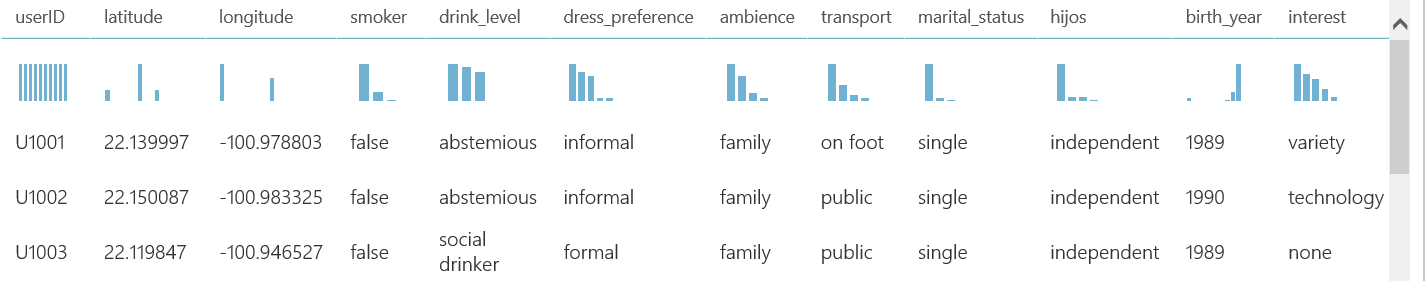 userID latitude longitude smoker drink_level dress_preference ambience transport marital_status hijos birth_year interest
U1001 22.139997 -100.978803 false abstemious informal family on foot single independent 1989 variety
U1002 22.150087 -100.983325 false abstemious informal family public single independent 1990 technology
U1003 22.119847 -100.946527 false social drinker formal family public single independent 1989 none